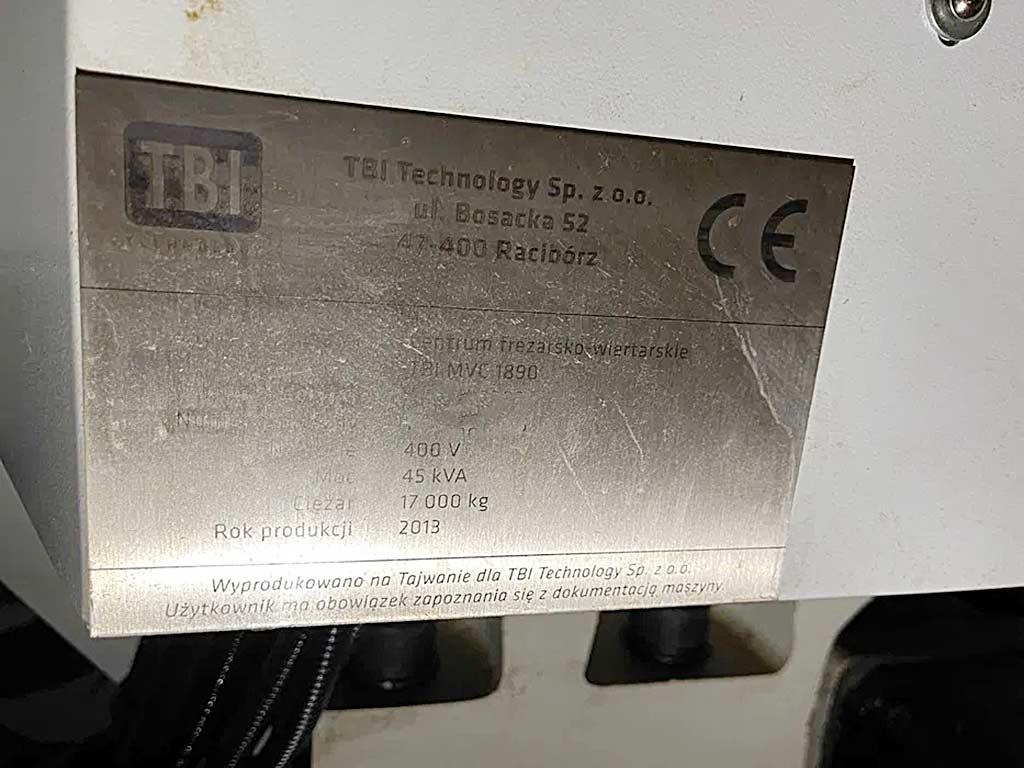 TBI
TBI Technology Sp. z o.o.
ul. Bosacka 52
47-400 Racibórz
CE
Centrum frezarsko-wiertarskie
TBI MVC 1890
400 V
Moc 45 kVA
Ciężar 17 000 kg
Rok produkcji 2013
Wyprodukowano na Tajwanie dla TBI Technology Sp. z o.o.
Użytkownik ma obowiązek zapoznania się z dokumentacją maszyny.